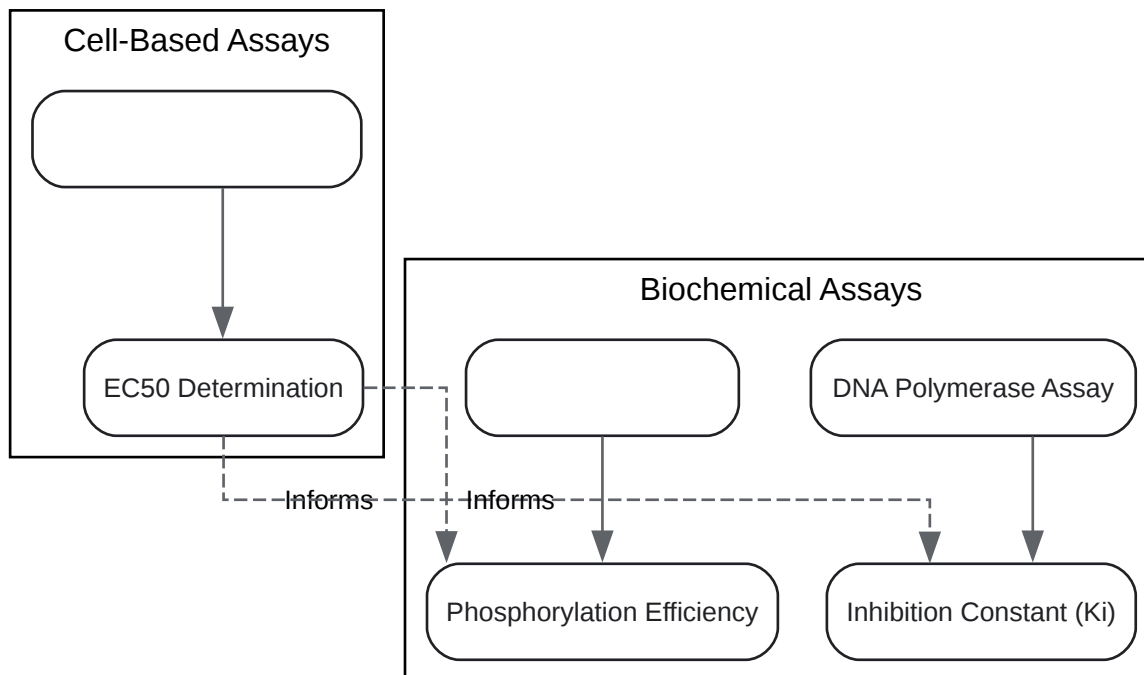 Cell-Based Assays
Biochemical Assays
EC50 Determination
DNA Polymerase Assay
Informs
Informs
Phosphorylation Efficiency
Inhibition Constant (Ki)